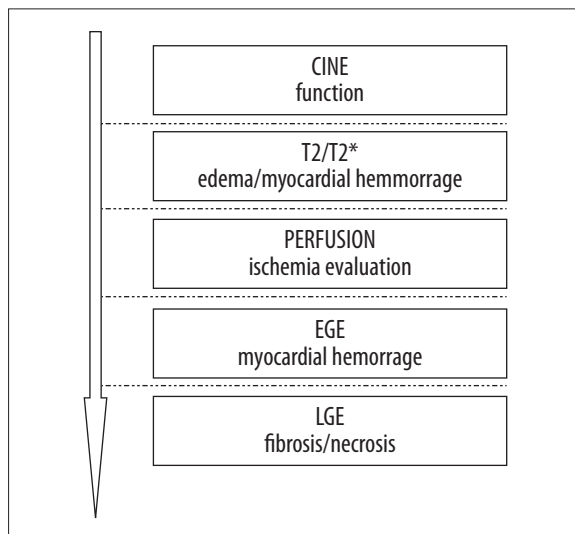 CINE
function
T2/T2*
edema/myocardial hemmorrage
PERFUSION
ischemia evaluation
EGE
myocardial hemorrage
LGE
fibrosis/necrosis